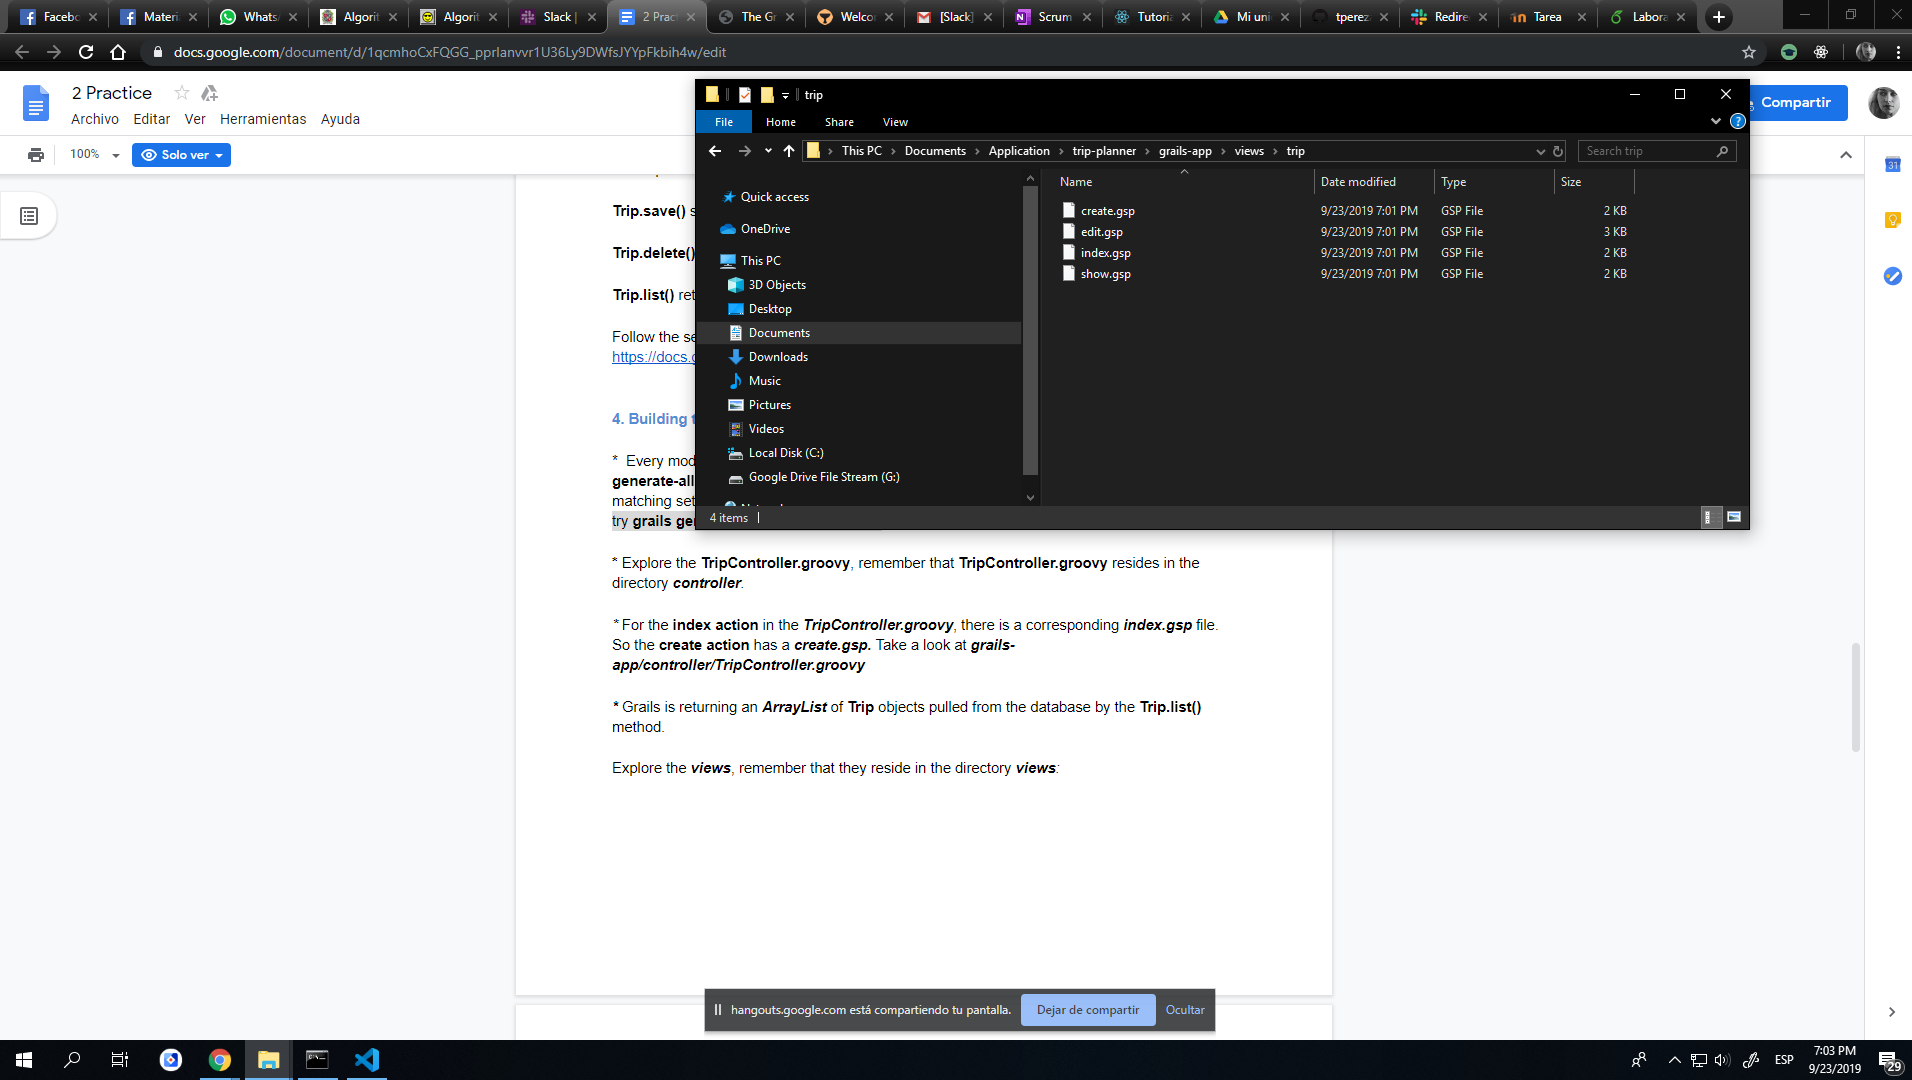 Facebo
Materi
Whats
Algorit
Algorit
Slack |
2 Pract
The Gr
Welco
[Slack]
Scrum
Tutoria
Mi uni
tperez
Redire
Tarea
Labora
docs.google.com/document/d/1qcmhoCxFQGG_pprlanvvr1U36Ly9DWfsJYYpFkbih4w/edit
2 Practice
Archivo Editar Ver Herramientas Ayuda
Compartir
100%
Solo ver
31
trip
File Home Share View
This PC › Documents › Application › trip-planner › grails-app › views › trip
Search trip
Quick access
OneDrive
This PC
3D Objects
Desktop
Documents
Downloads
Music
Pictures
Videos
Local Disk (C:)
Google Drive File Stream (G:)
Name Date modified Type Size
create.gsp 9/23/2019 7:01 PM GSP File 2 KB
edit.gsp 9/23/2019 7:01 PM GSP File 3 KB
index.gsp 9/23/2019 7:01 PM GSP File 2 KB
show.gsp 9/23/2019 7:01 PM GSP File 2 KB
4 items
Trip.save() s
Trip.delete()
Trip.list() ret
Follow the se
https://docs.g
4. Building t
* Every mod
generate-all
matching set
try grails ger
* Explore the TripController.groovy, remember that TripController.groovy resides in the
directory controller.
* For the index action in the TripController.groovy, there is a corresponding index.gsp file.
So the create action has a create.gsp. Take a look at grails-
app/controller/TripController.groovy
* Grails is returning an ArrayList of Trip objects pulled from the database by the Trip.list()
method.
Explore the views, remember that they reside in the directory views:
hangouts.google.com está compartiendo tu pantalla.
Dejar de compartir
Ocultar
ESP
7:03 PM
9/23/2019
29